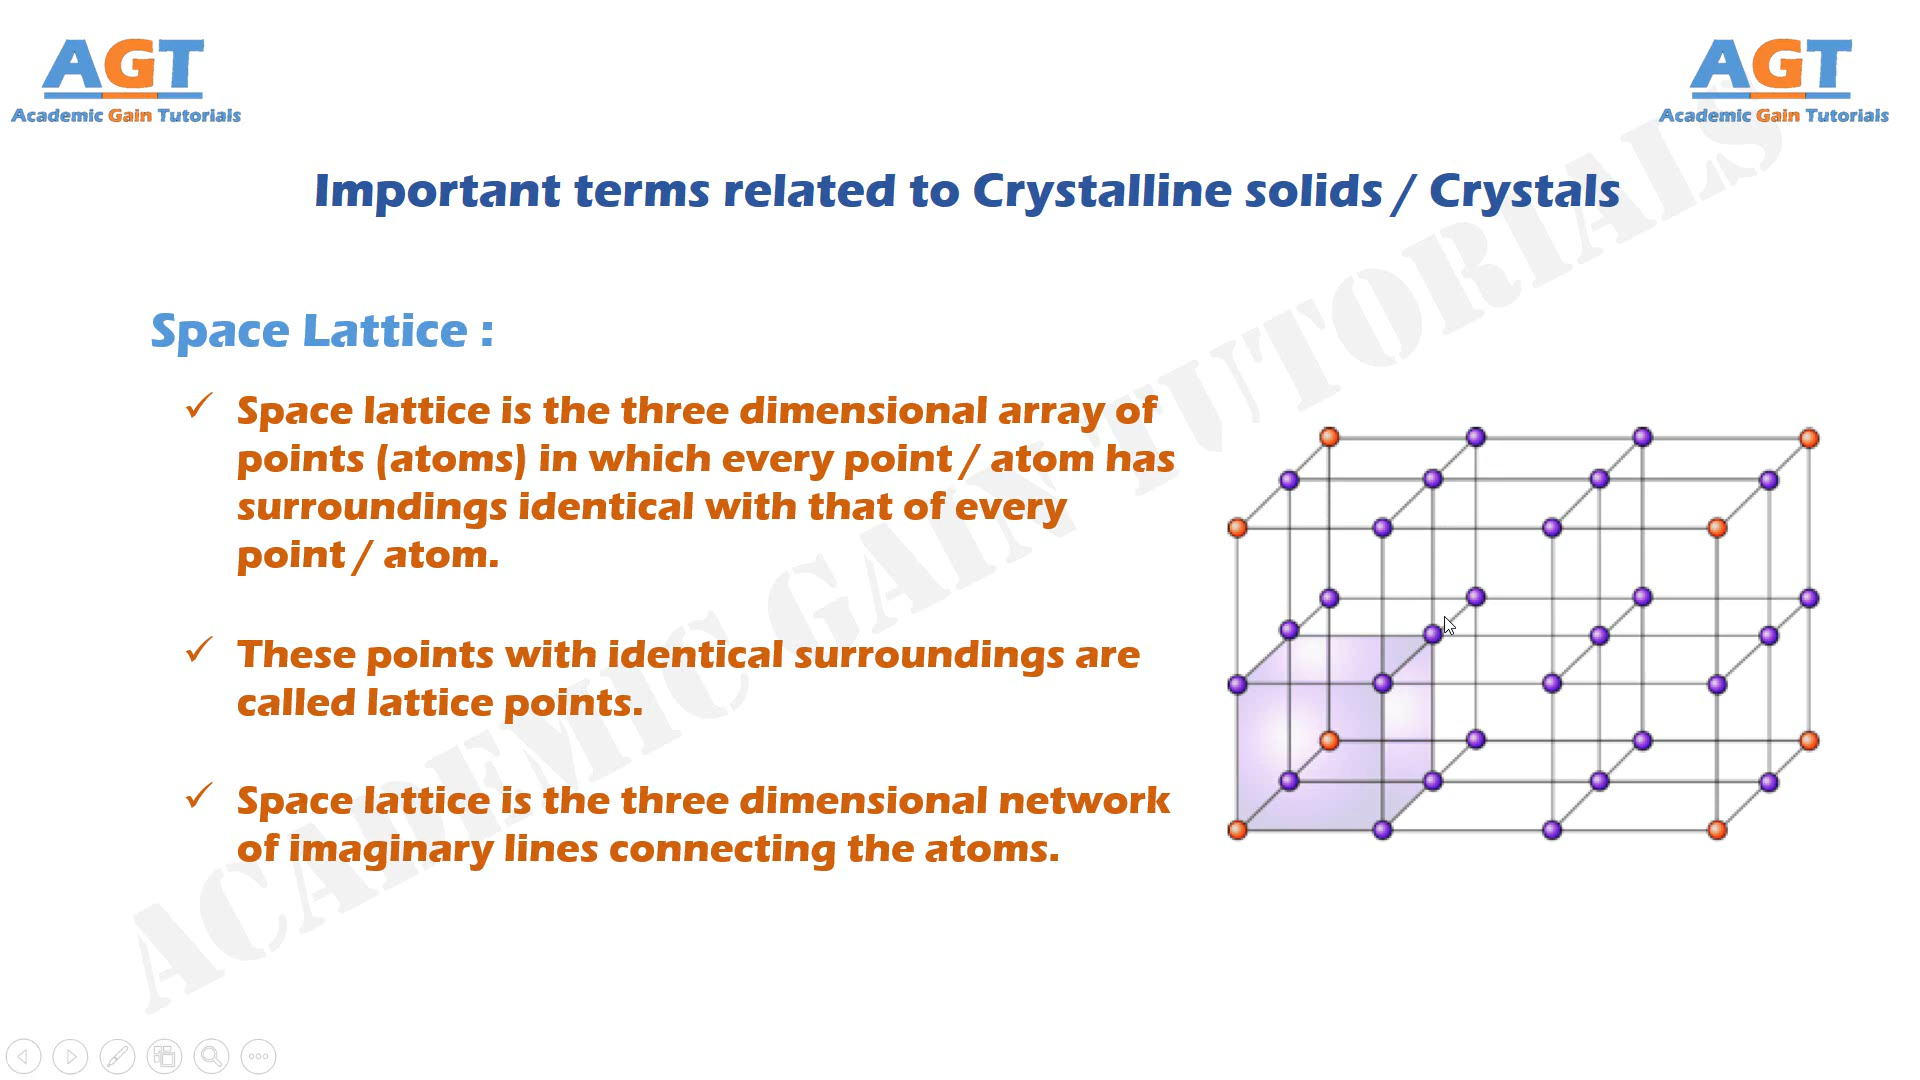 AGT
Academic Gain Tutorials
AGT
Academic Gain Tutorials
Important terms related to Crystalline solids / Crystals
Space Lattice :
✓ Space lattice is the three dimensional array of
points (atoms) in which every point / atom has
surroundings identical with that of every
point / atom.
✓ These points with identical surroundings are
called lattice points.
✓ Space lattice is the three dimensional network
of imaginary lines connecting the atoms.
ACADEMIC GAIN TUTORIALS